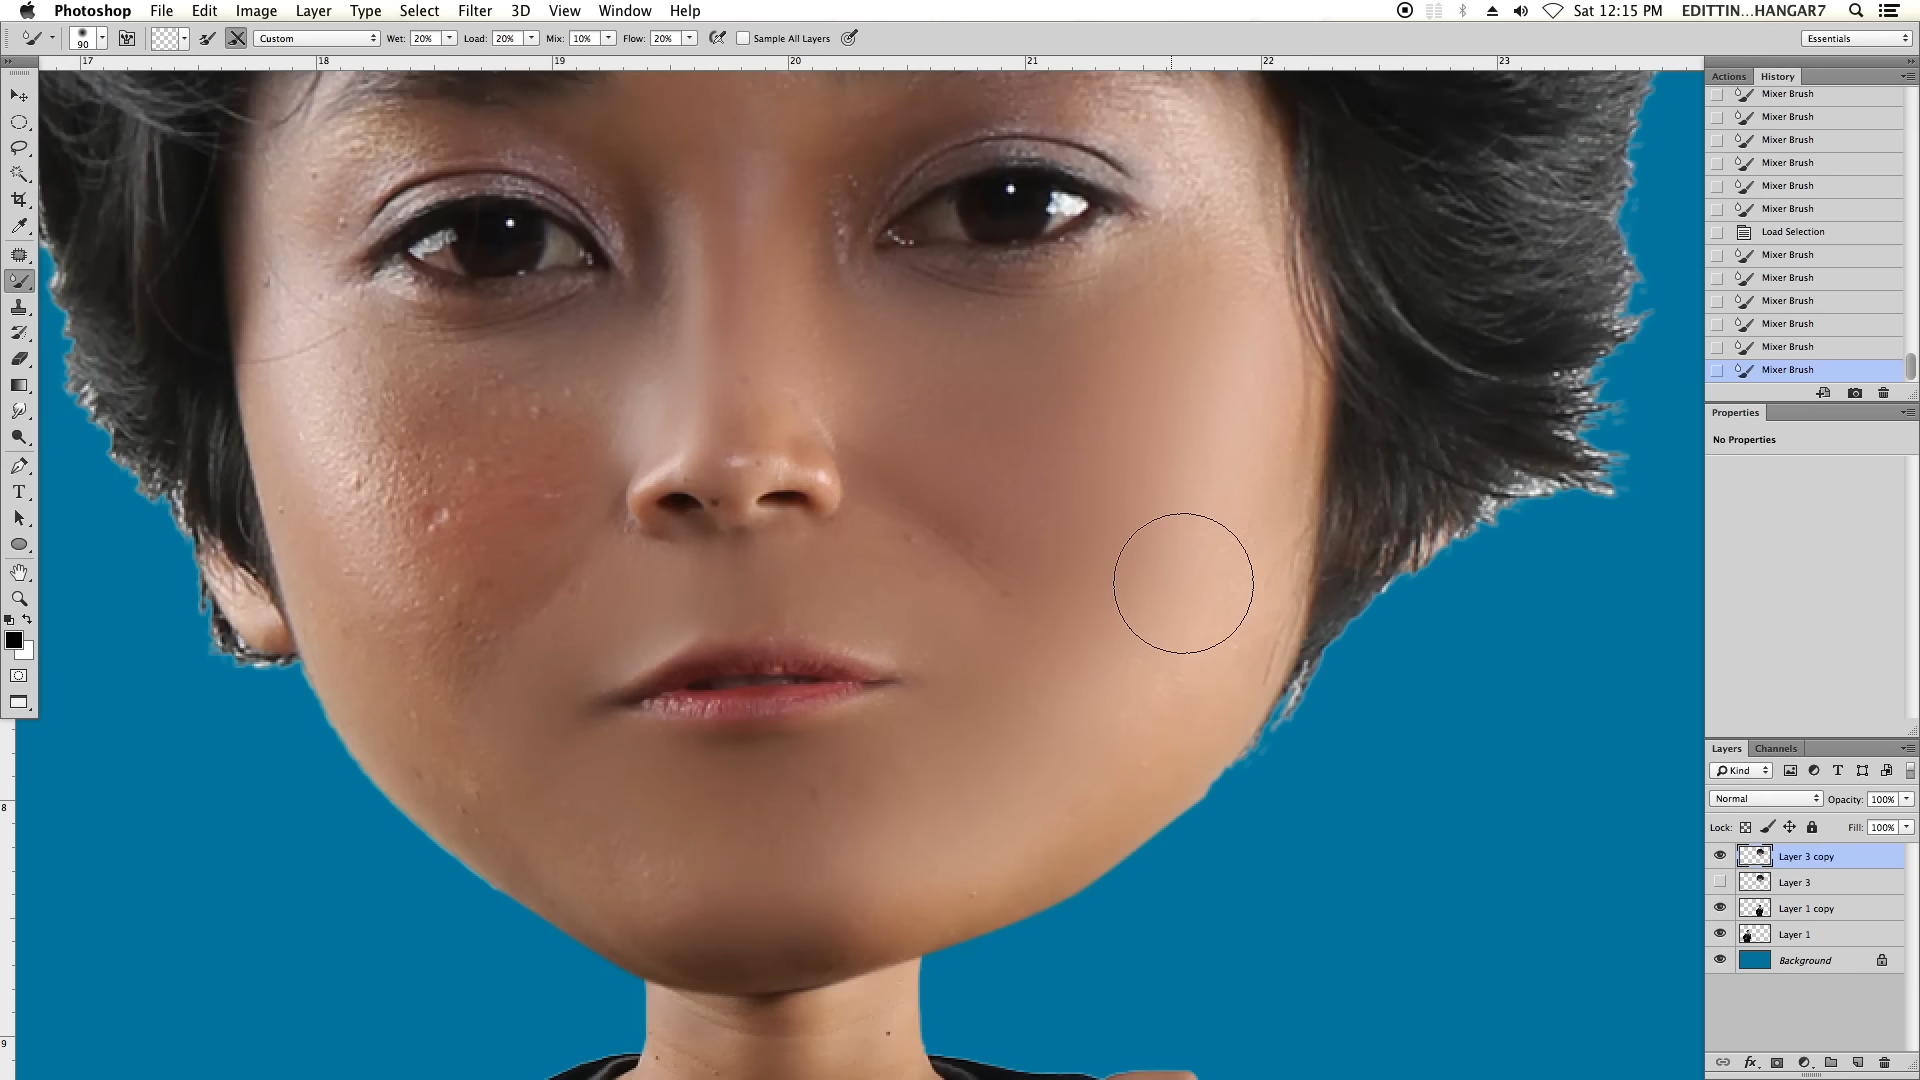 Photoshop File Edit Image Layer Type Select Filter 3D View Window Help Sat 12:15 PM EDITTIN...HANGAR7
90 Custom Wet: 20% Load: 20% Mix: 10% Flow: 20% Sample All Layers Essentials
17 18 19 20 21 22 23
Actions History
Mixer Brush
Mixer Brush
Mixer Brush
Mixer Brush
Mixer Brush
Mixer Brush
Load Selection
Mixer Brush
Mixer Brush
Mixer Brush
Mixer Brush
Mixer Brush
Mixer Brush
Properties
No Properties
Layers Channels
Kind
Normal Opacity: 100%
Lock: Fill: 100%
Layer 3 copy
Layer 3
Layer 1 copy
Layer 1
Background
8
9